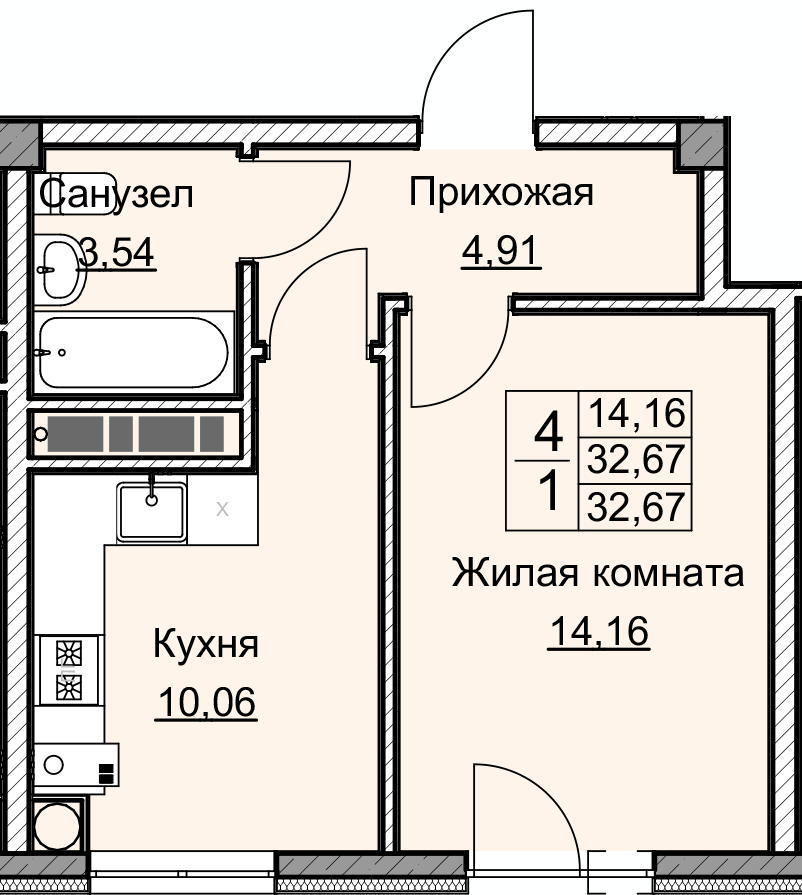 Санузел
3,54
Прихожая
4,91
4
1
14,16
32,67
32,67
Жилая комната
14,16
Х
Кухня
10,06